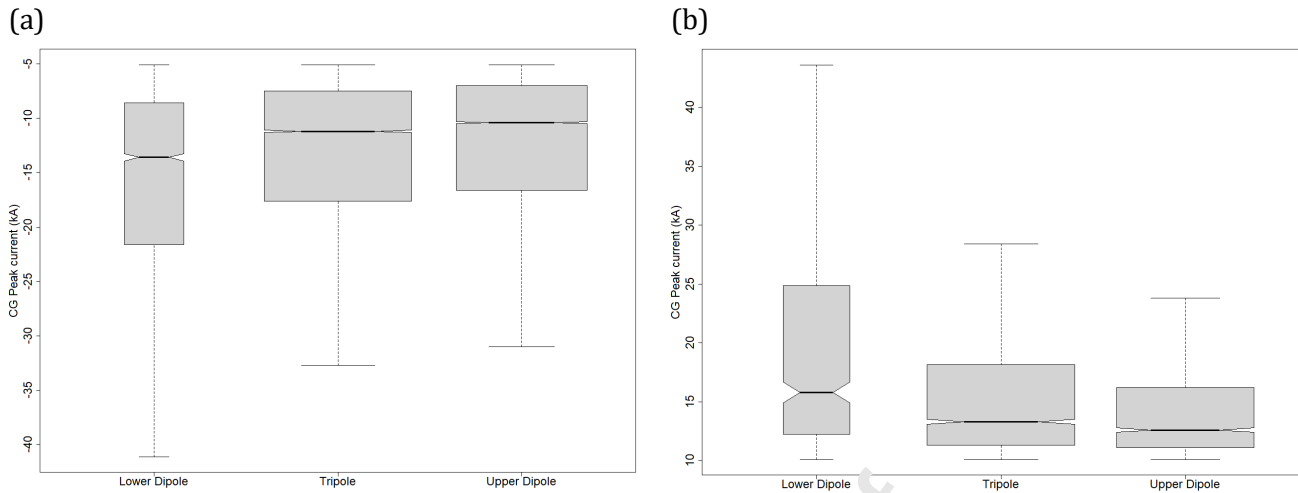 (a)
CG Peak current (kA)
-5
-10
-15
-20
-25
-30
-35
-40
Lower Dipole
Tripole
Upper Dipole
(b)
CG Peak current (kA)
40
35
30
25
20
15
10
Lower Dipole
Tripole
Upper Dipole